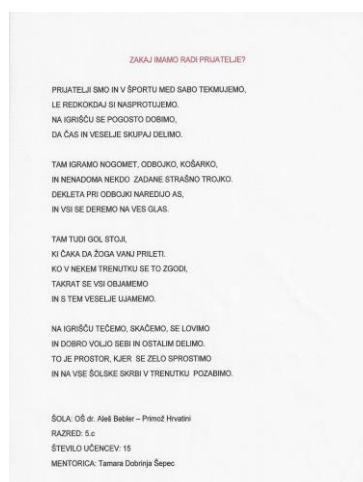 ZAKAJ IMAMO RADI PRIJATELJE?
PRIJATELJI SMO IN V ŠPORTU MED SABO TEKMUJEMO,
LE REDKOKDAJ SI NASPROTUJEMO.
NA IGRIŠČU SE POGOSTO DOBIMO,
DA ČAS IN VESELJE SKUPAJ DELIMO.
TAM IGRAMO NOGOMET, ODBOJKO, KOŠARKO,
IN NENADOMA NEKDO ZADANE STRAŠNO TROJKO.
DEKLETA PRI ODBOJKI NAREDIJO AS,
IN VSI SE DEREMO NA VES GLAS.
TAM TUDI GOL STOJI,
KI ČAKA DA ŽOGA VANJ PRILETI.
KO V NEKEM TRENUTKU SE TO ZGODI,
TAKRAT SE VSI OBJAMEMO
IN S TEM VESELJE UJAMEMO.
NA IGRIŠČU TEČEMO, SKAČEMO, SE LOVIMO
IN DOBRO VOLJO SEBI IN OSTALIM DELIMO.
TO JE PROSTOR, KJER SE ZELO SPROSTIMO
IN NA VSE ŠOLSKE SKRBI V TRENUTKU POZABIMO.
ŠOLA: OŠ dr. Aleš Bebler – Primož Hrvatini
RAZRED: 5.c
ŠTEVILO UČENCEV: 15
MENTORICA: Tamara Dobrinja Šepec